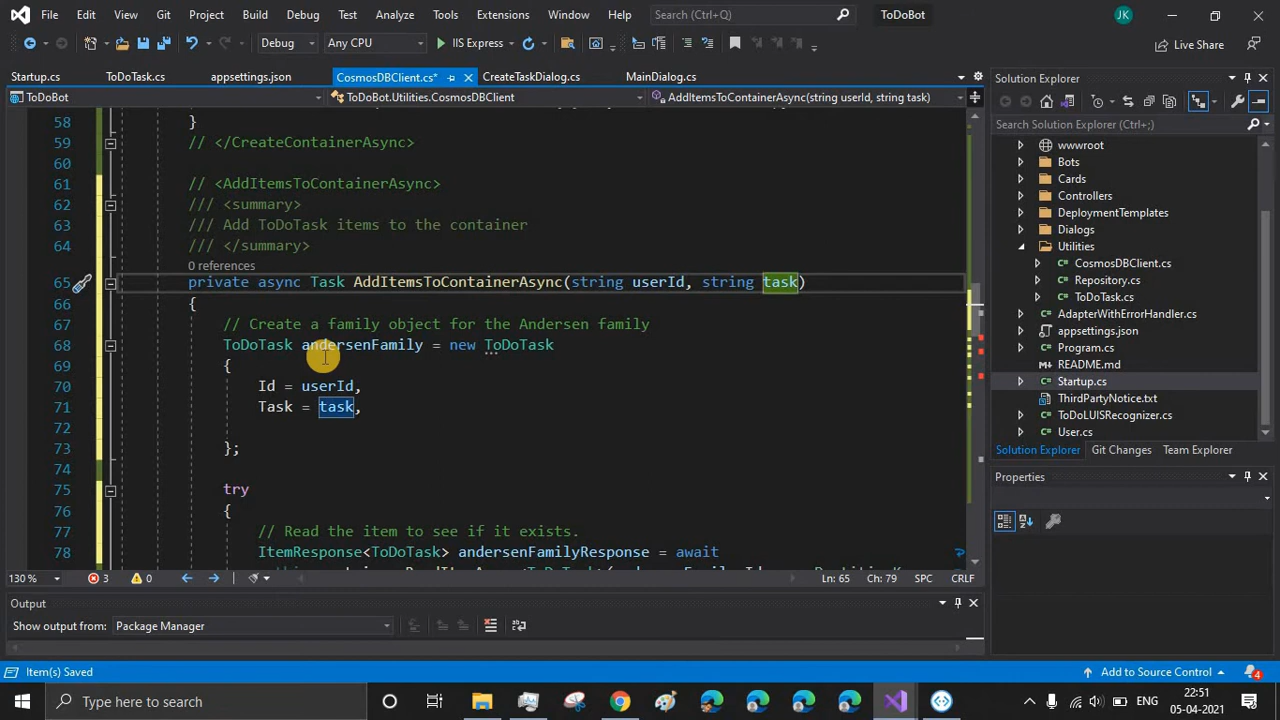 File Edit View Git Project Build Debug Test Analyze Tools Extensions Window Help Search (Ctrl+Q) ToDoBot JK
Debug Any CPU IIS Express Live Share
Startup.cs ToDoTask.cs appsettings.json CosmosDBClient.cs* CreateTaskDialog.cs MainDialog.cs
ToDoBot ToDoBot.Utilities.CosmosDBClient AddItemsToContainerAsync(string userId, string task)
58 }
59 // </CreateContainerAsync>
60
61 // <AddItemsToContainerAsync>
62 /// <summary>
63 /// Add ToDoTask items to the container
64 /// </summary>
0 references
65 private async Task AddItemsToContainerAsync(string userId, string task)
66 {
67 // Create a family object for the Andersen family
68 ToDoTask andersenFamily = new ToDoTask
69 {
70 Id = userId,
71 Task = task,
72
73 };
74
75 try
76 {
77 // Read the item to see if it exists.
78 ItemResponse<ToDoTask> andersenFamilyResponse = await
130 % 3 0 Ln: 65 Ch: 79 SPC CRLF
Output
Show output from: Package Manager
Solution Explorer
Search Solution Explorer (Ctrl+;)
wwwroot
Bots
Cards
Controllers
DeploymentTemplates
Dialogs
Utilities
CosmosDBClient.cs
Repository.cs
ToDoTask.cs
AdapterWithErrorHandler.cs
appsettings.json
Program.cs
README.md
Startup.cs
ThirdPartyNotice.txt
ToDoLUISRecognizer.cs
User.cs
Solution Explorer Git Changes Team Explorer
Properties
Item(s) Saved Add to Source Control 4
Type here to search ENG 22:51
05-04-2021